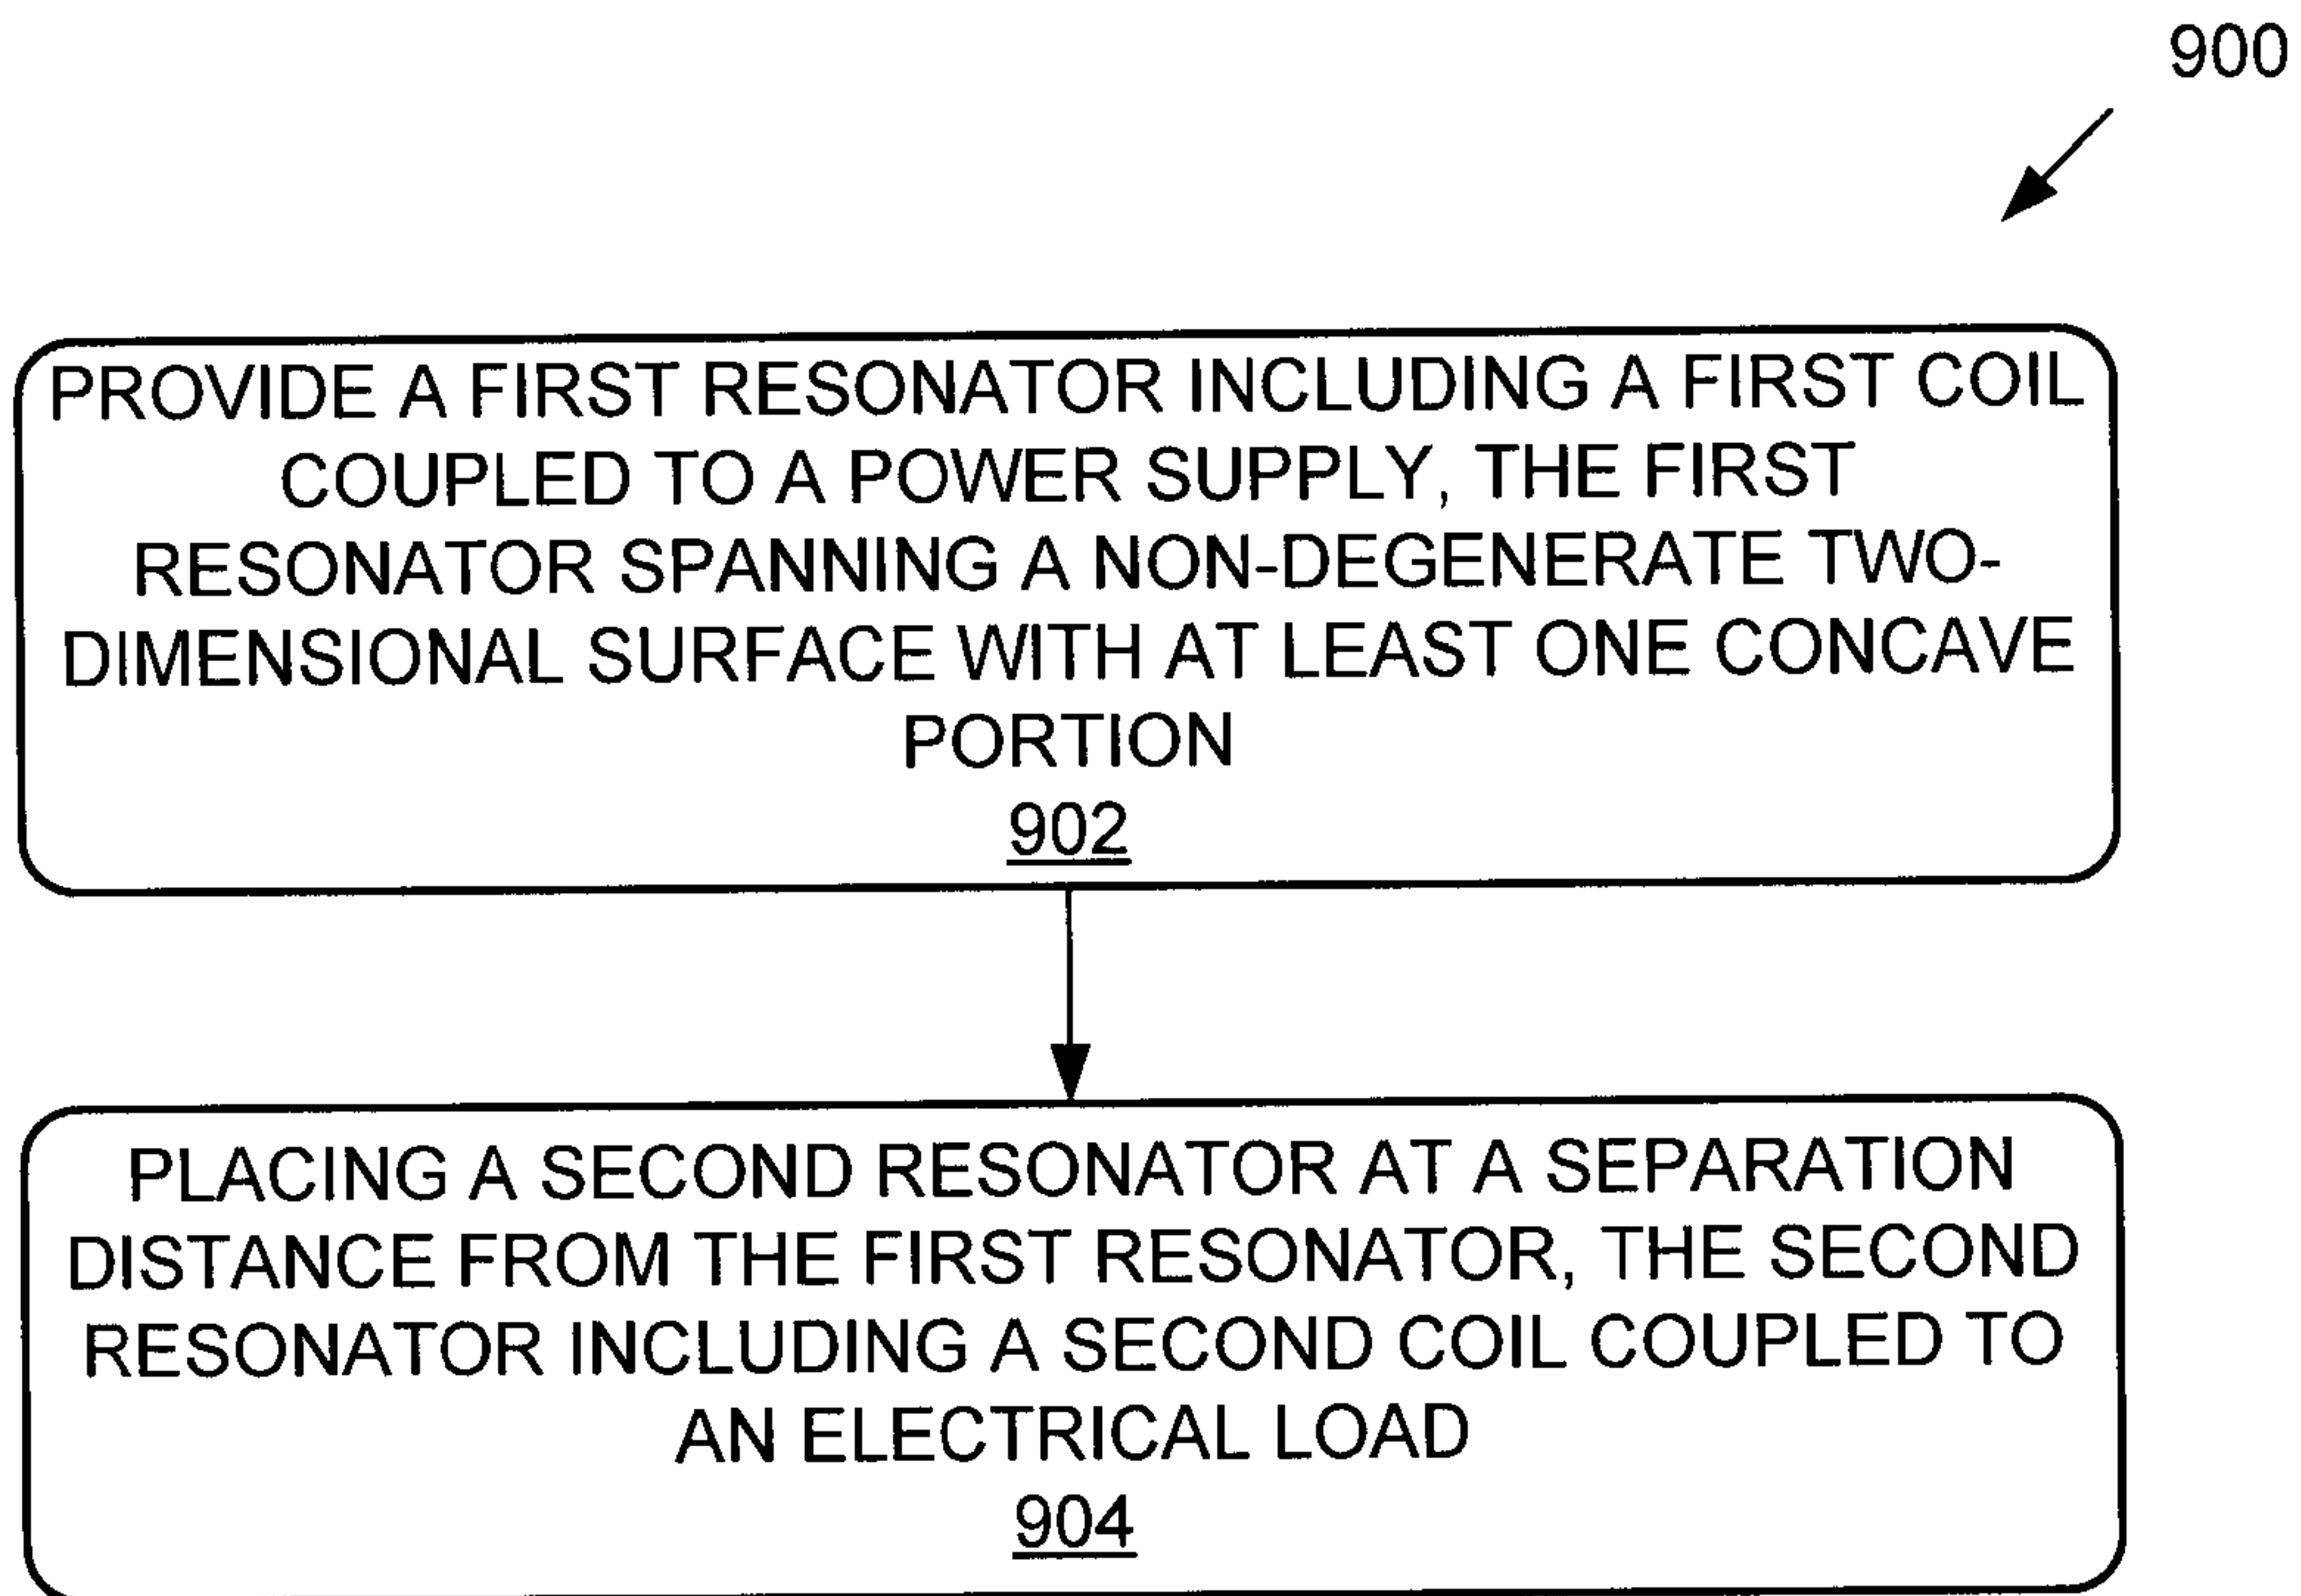 900
PROVIDE A FIRST RESONATOR INCLUDING A FIRST COIL
COUPLED TO A POWER SUPPLY, THE FIRST
RESONATOR SPANNING A NON-DEGENERATE TWO-
DIMENSIONAL SURFACE WITH AT LEAST ONE CONCAVE
PORTION
902
PLACING A SECOND RESONATOR AT A SEPARATION
DISTANCE FROM THE FIRST RESONATOR, THE SECOND
RESONATOR INCLUDING A SECOND COIL COUPLED TO
AN ELECTRICAL LOAD
904